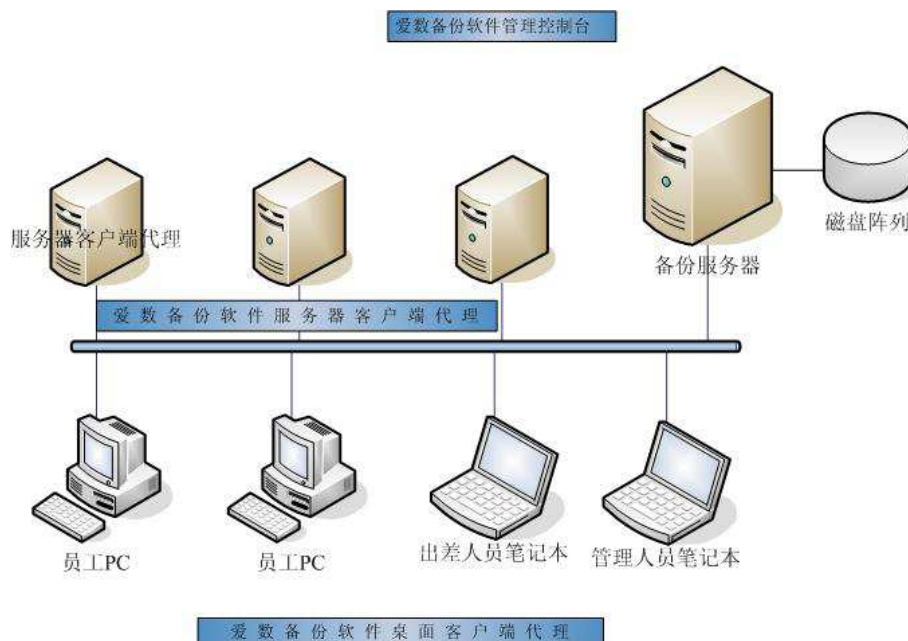 爱数备份软件管理控制台
服务器客户端代理
磁盘阵列
备份服务器
爱数备份软件服务器客户端代理
员工PC
员工PC
出差人员笔记本
管理人员笔记本
爱数备份软件桌面客户端代理